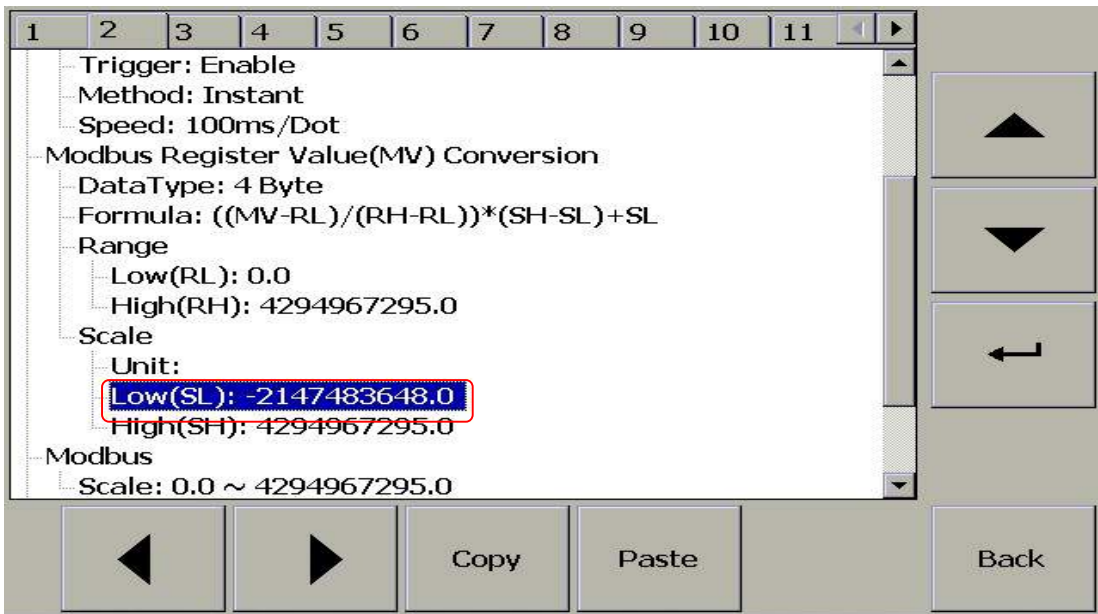 1 2 3 4 5 6 7 8 9 10 11
Trigger: Enable
Method: Instant
Speed: 100ms/Dot
Modbus Register Value(MV) Conversion
DataType: 4 Byte
Formula: ((MV-RL)/(RH-RL))*(SH-SL)+SL
Range
Low(RL): 0.0
High(RH): 4294967295.0
Scale
Unit:
Low(SL): -2147483648.0
High(SH): 4294967295.0
Modbus
Scale: 0.0 ~ 4294967295.0
Copy Paste Back